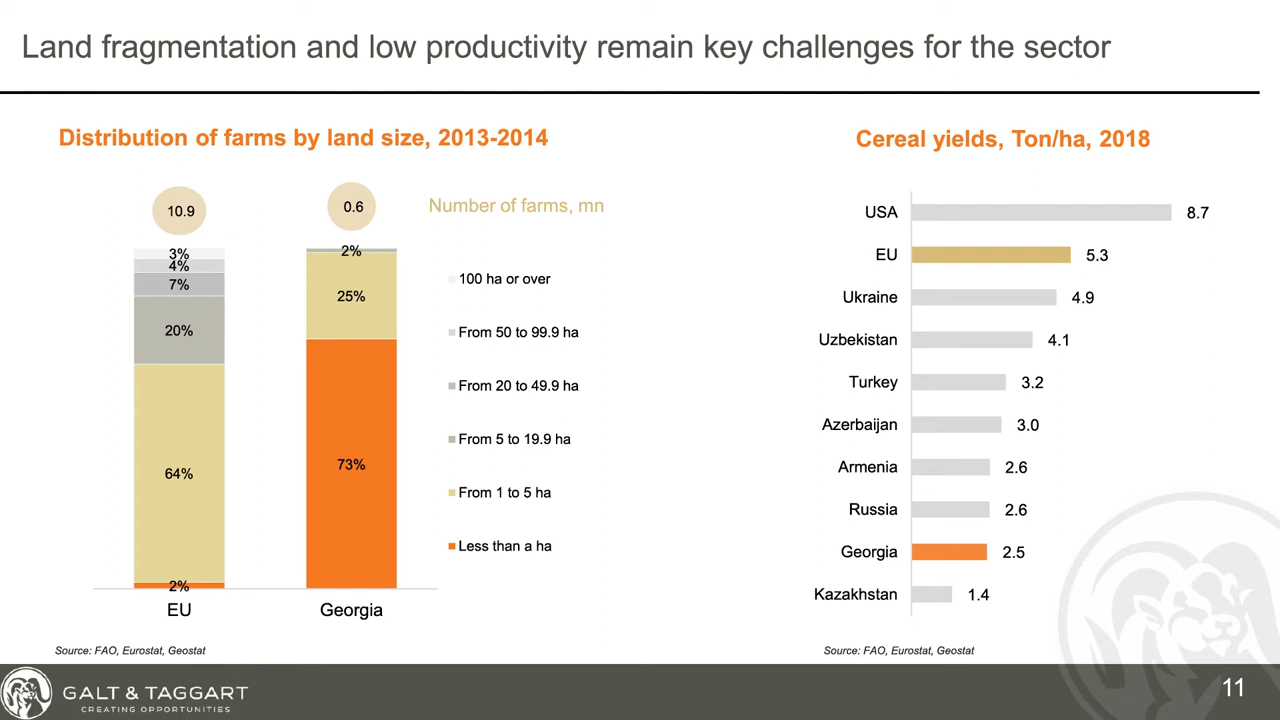 Land fragmentation and low productivity remain key challenges for the sector
Distribution of farms by land size, 2013-2014
10.9
0.6
Number of farms, mn
3%
4%
7%
20%
64%
2%
2%
25%
73%
100 ha or over
From 50 to 99.9 ha
From 20 to 49.9 ha
From 5 to 19.9 ha
From 1 to 5 ha
Less than a ha
EU
Georgia
Source: FAO, Eurostat, Geostat
Cereal yields, Ton/ha, 2018
USA 8.7
EU 5.3
Ukraine 4.9
Uzbekistan 4.1
Turkey 3.2
Azerbaijan 3.0
Armenia 2.6
Russia 2.6
Georgia 2.5
Kazakhstan 1.4
Source: FAO, Eurostat, Geostat
GALT & TAGGART
CREATING OPPORTUNITIES
11